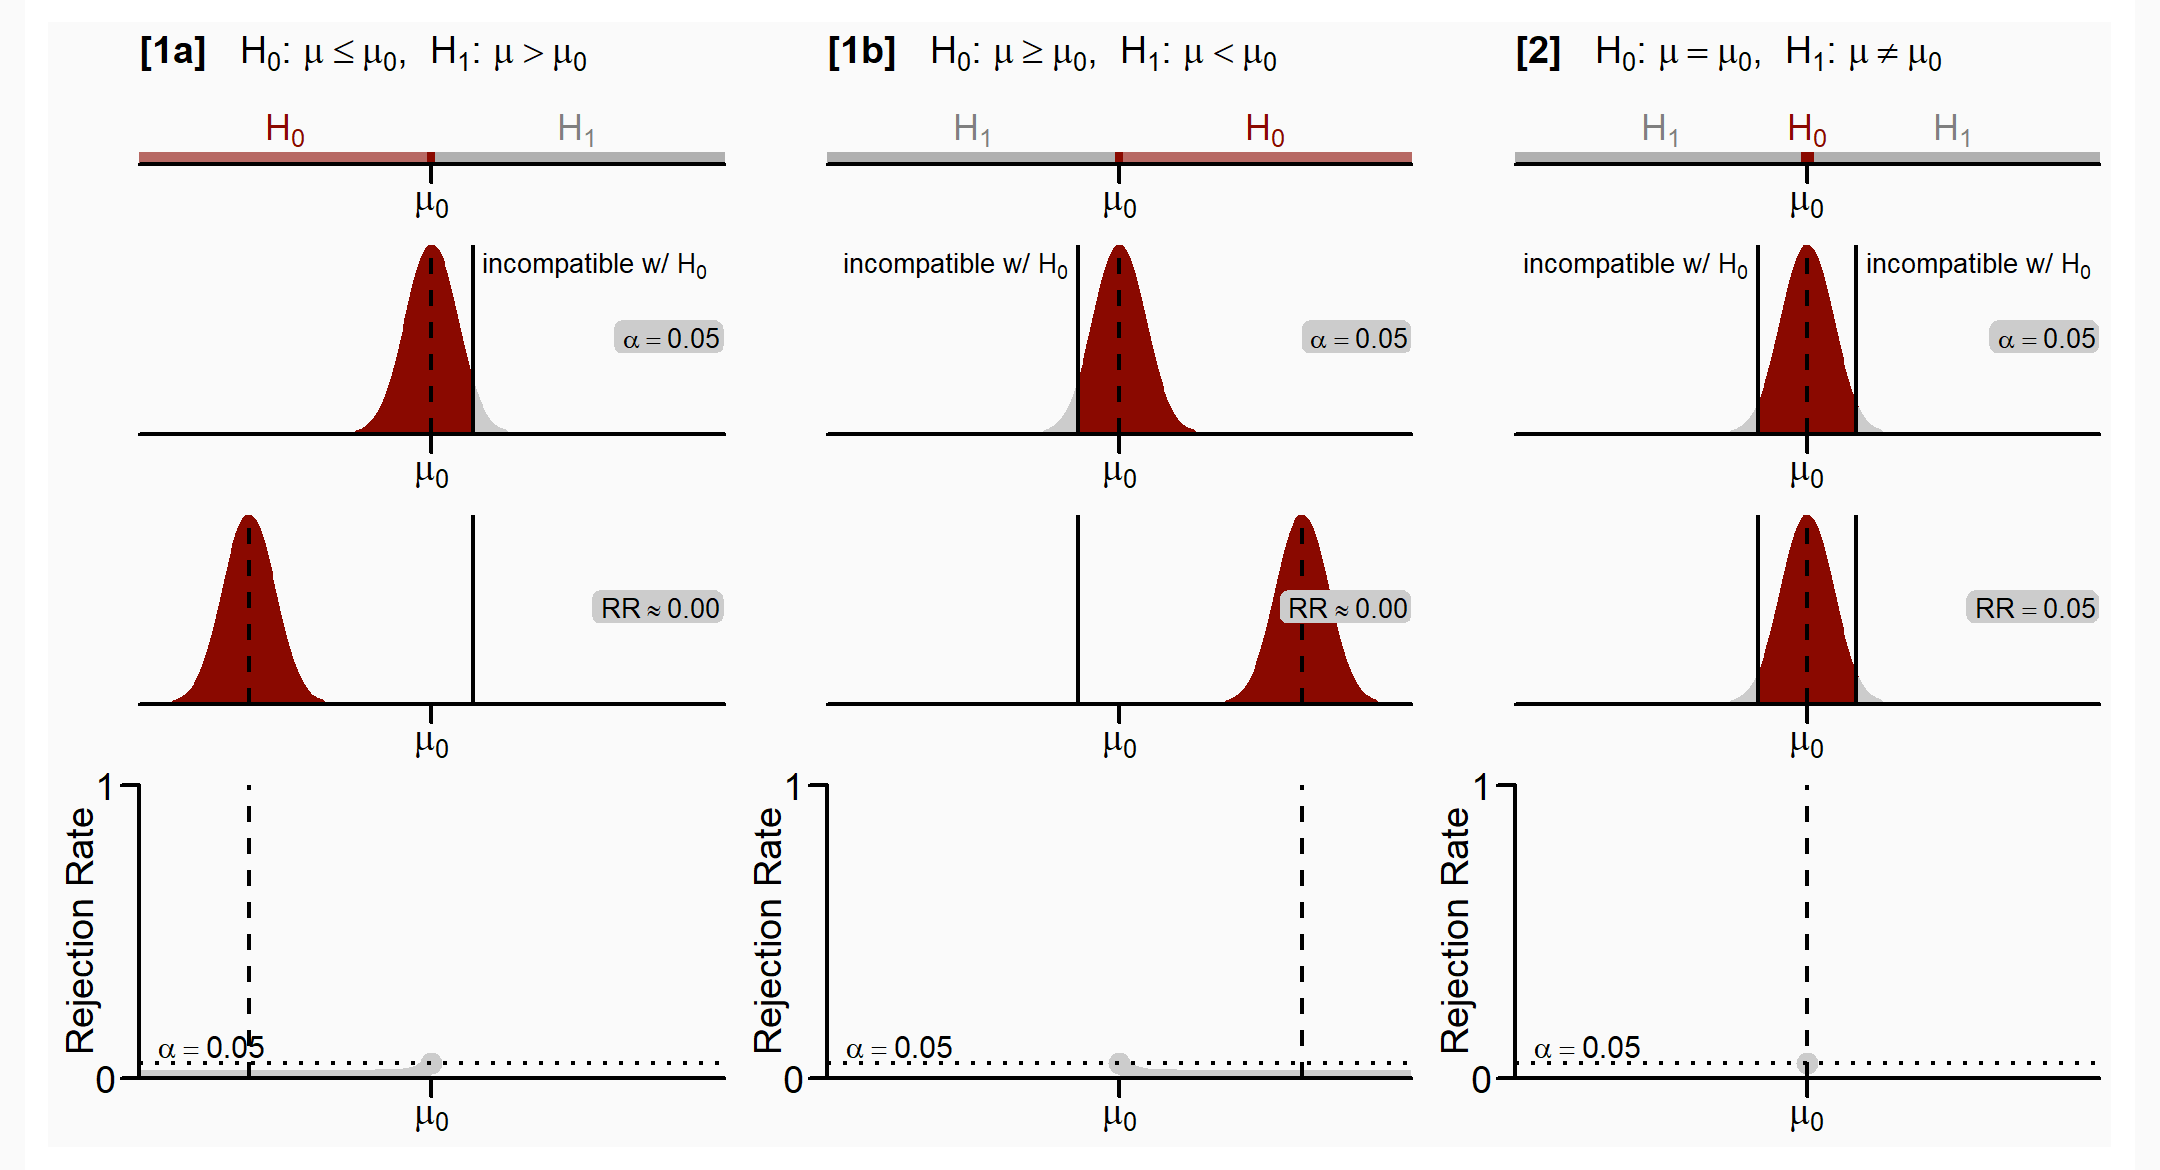 [1a] H₀: μ ≤ μ₀, H₁: μ > μ₀
H₀ H₁
μ₀
incompatible w/ H₀
α = 0.05
μ₀
RR ≈ 0.00
μ₀
1
Rejection Rate
α = 0.05
0
μ₀
[1b] H₀: μ ≥ μ₀, H₁: μ < μ₀
H₁ H₀
μ₀
incompatible w/ H₀
α = 0.05
μ₀
RR ≈ 0.00
μ₀
1
Rejection Rate
α = 0.05
0
μ₀
[2] H₀: μ = μ₀, H₁: μ ≠ μ₀
H₁ H₀ H₁
μ₀
incompatible w/ H₀ incompatible w/ H₀
α = 0.05
μ₀
RR = 0.05
μ₀
1
Rejection Rate
α = 0.05
0
μ₀